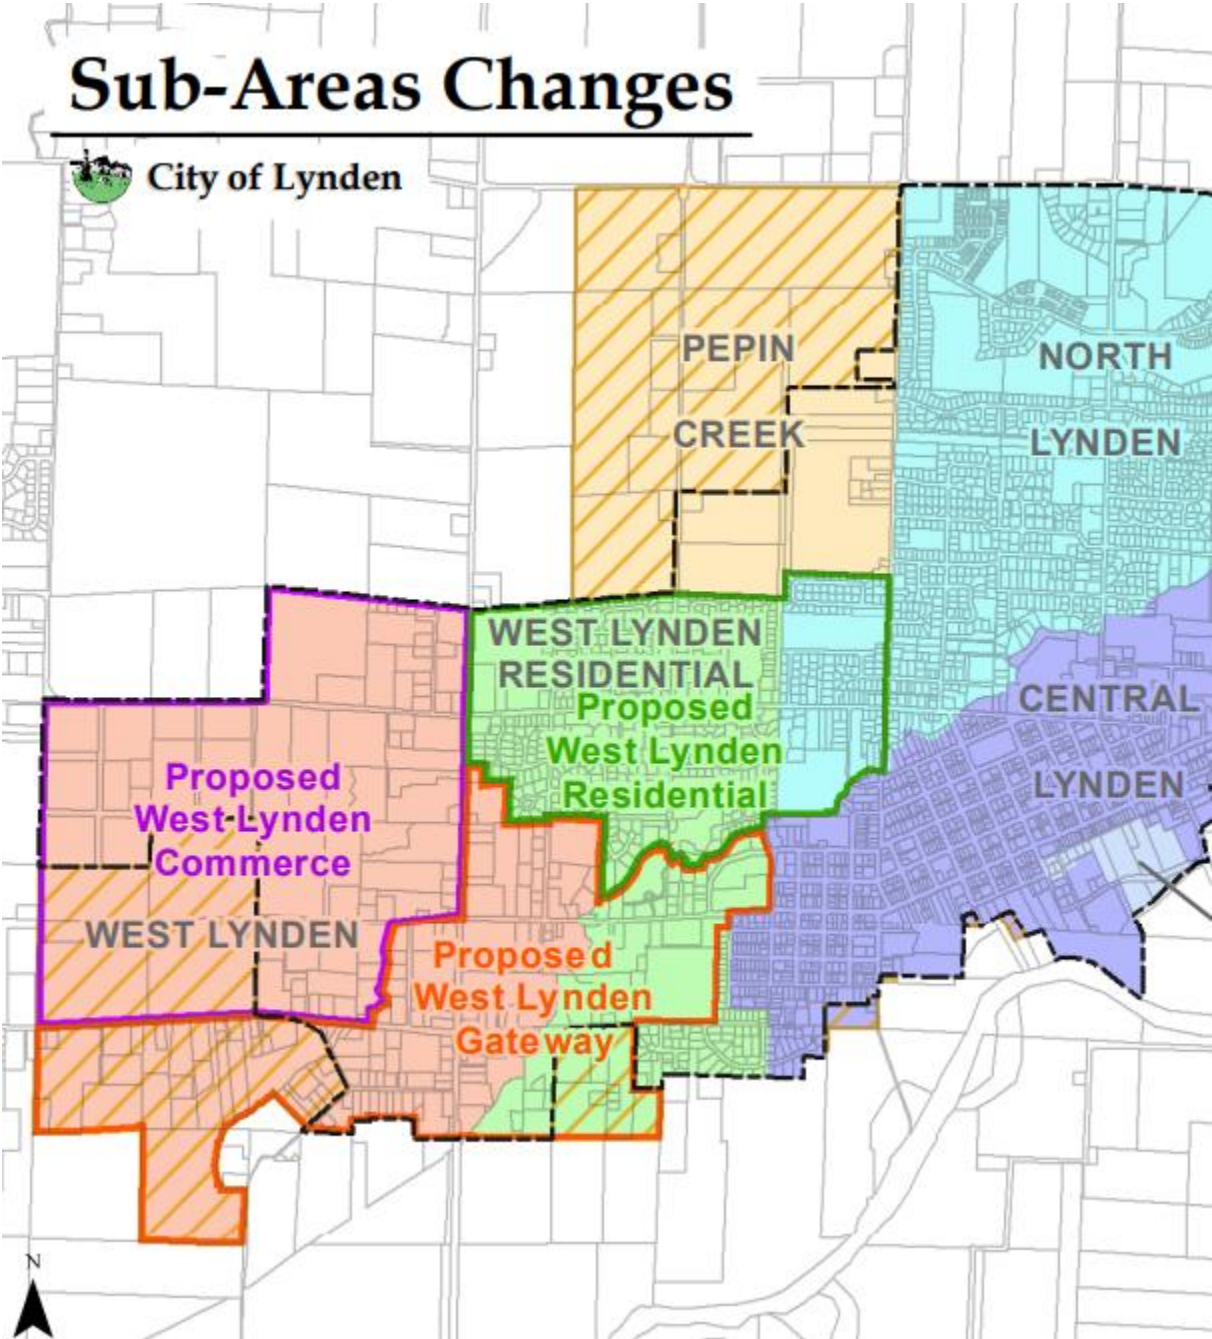 Sub-Areas Changes
City of Lynden
PEPIN
CREEK
NORTH
LYNDEN
WEST LYNDEN
RESIDENTIAL
Proposed
West Lynden
Residential
CENTRAL
LYNDEN
Proposed
West Lynden
Commerce
WEST LYNDEN
Proposed
West Lynden
Gateway
N